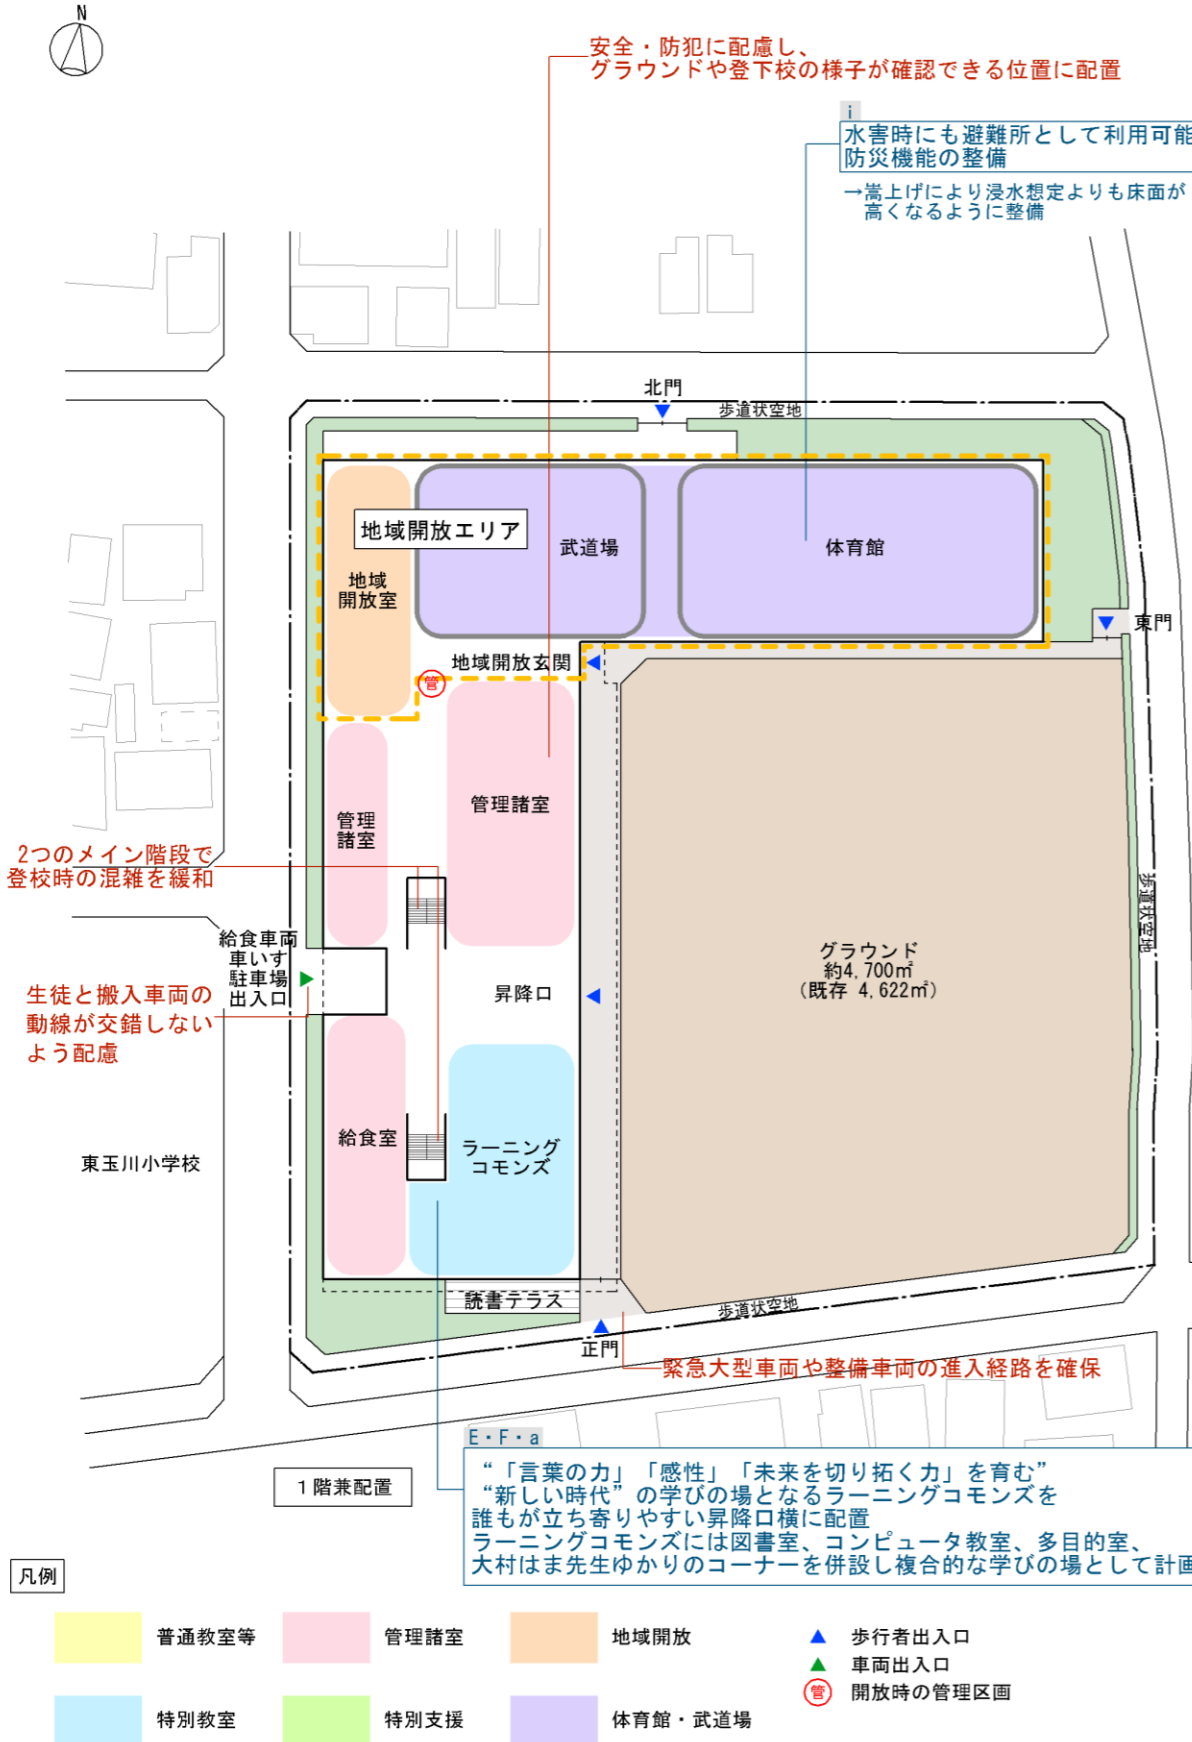 N
安全・防犯に配慮し、
グラウンドや登下校の様子が確認できる位置に配置
i
水害時にも避難所として利用可能
防災機能の整備
→嵩上げにより浸水想定よりも床面が
高くなるように整備
北門
歩道状空地
地域開放エリア
武道場
体育館
地域
開放室
東門
地域開放玄関
管
管理諸室
管理
諸室
2つのメイン階段で
登校時の混雑を緩和
歩道状空地
給食車両
車いす
駐車場
出入口
グラウンド
約4,700㎡
(既存 4,622㎡)
昇降口
生徒と搬入車両の
動線が交錯しない
よう配慮
給食室
ラーニング
コモンズ
東玉川小学校
読書テラス
歩道状空地
正門
緊急大型車両や整備車両の進入経路を確保
E・F・a
“「言葉の力」「感性」「未来を切り拓く力」を育む”
“新しい時代”の学びの場となるラーニングコモンズを
誰もが立ち寄りやすい昇降口横に配置
ラーニングコモンズには図書室、コンピュータ教室、多目的室、
大村はま先生ゆかりのコーナーを併設し複合的な学びの場として計画
1階兼配置
凡例
普通教室等
管理諸室
地域開放
歩行者出入口
車両出入口
管 開放時の管理区画
特別教室
特別支援
体育館・武道場